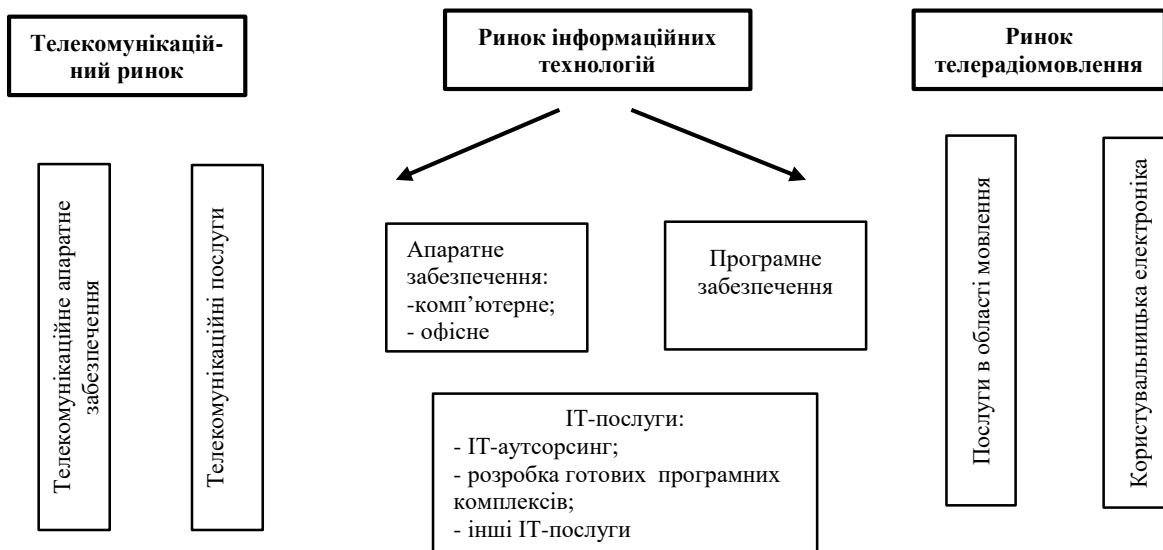 Телекомунікацій-
ний ринок
Ринок інформаційних
технологій
Ринок
телерадіомовлення
Телекомунікаційне апаратне
забезпечення
Телекомунікаційні послуги
Апаратне
забезпечення:
-комп’ютерне;
- офісне
Програмне
забезпечення
ІТ-послуги:
- ІТ-аутсорсинг;
- розробка готових програмних
комплексів;
- інші ІТ-послуги
Послуги в області мовлення
Користувальницька електроніка